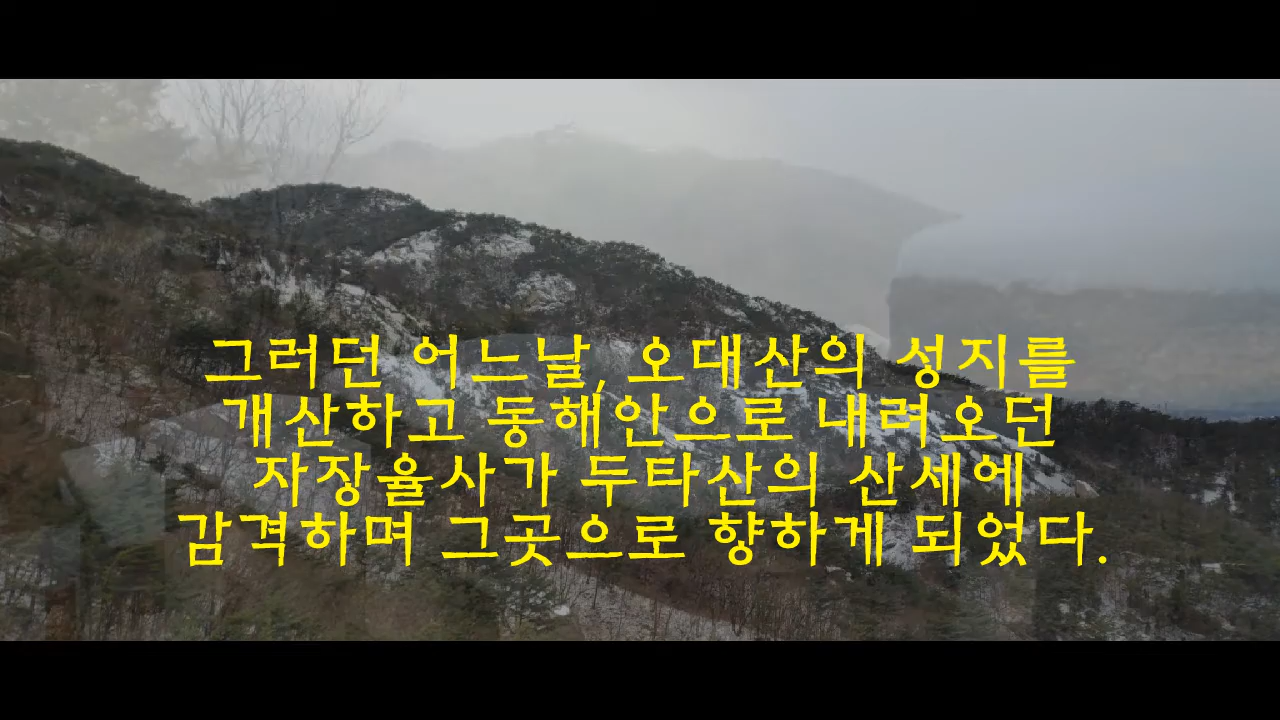 그러던 어느날, 오대산의 성지를
개산하고 동해안으로 내려오던
자장율사가 두타산의 산세에
감격하며 그곳으로 향하게 되었다.